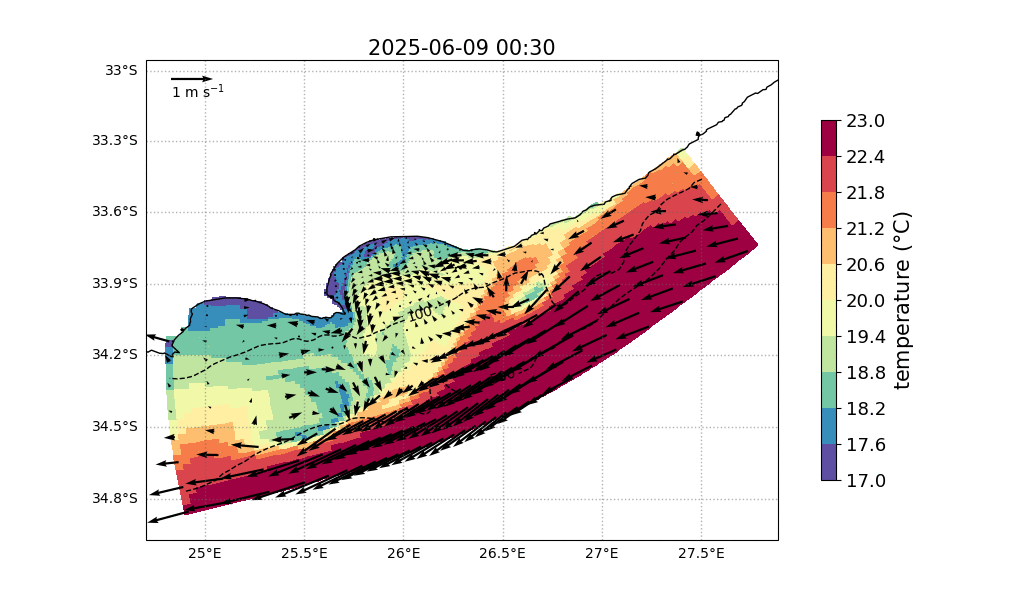 2025-06-09 00:30
1 m s⁻¹
33°S
33.3°S
33.6°S
33.9°S
34.2°S
34.5°S
34.8°S
25°E
25.5°E
26°E
26.5°E
27°E
27.5°E
100
23.0
22.4
21.8
21.2
20.6
20.0
19.4
18.8
18.2
17.6
17.0
temperature (°C)